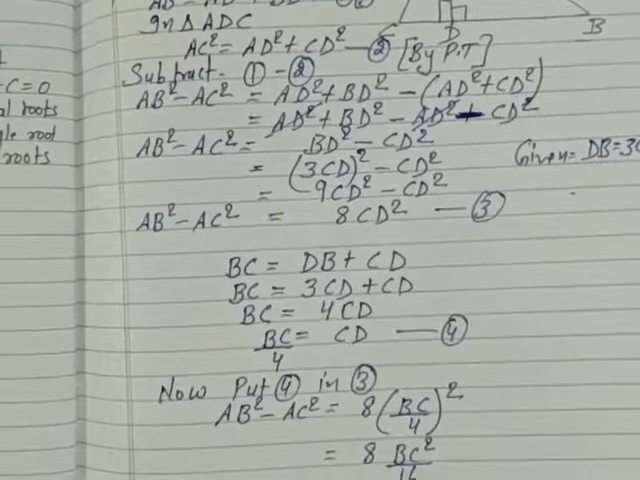 In Δ ADC
D
B
AC² = AD² + CD² — ② [By P.T]
Subtract ① - ②
-C=0
AB² - AC² = AD² + BD² - (AD² + CD²)
al roots
= AD² + BD² - AD² - CD²
gle root
AB² - AC² = BD² - CD²
roots
= (3CD)² - CD²
Given = DB = 3C
= 9CD² - CD²
AB² - AC² = 8CD² — ③
BC = DB + CD
BC = 3CD + CD
BC = 4CD
BC/4 = CD — ④
Now Put ④ in ③
AB² - AC² = 8(BC/4)²
= 8 BC²/16